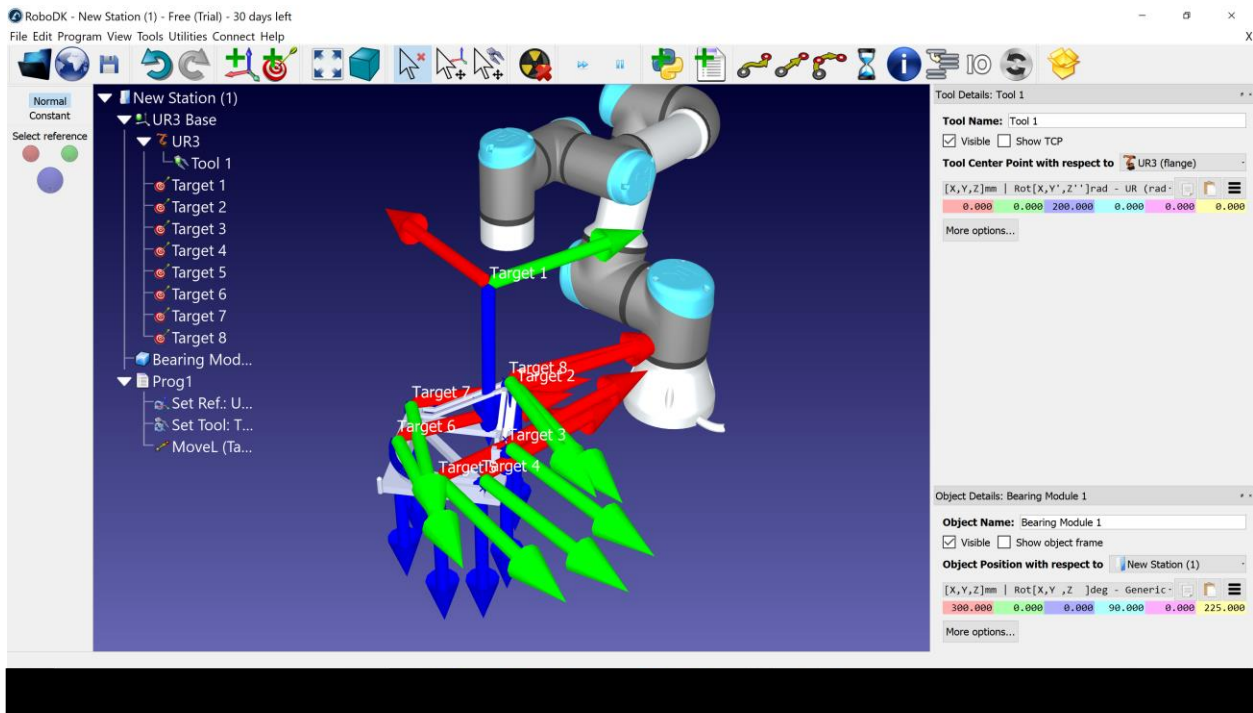 RoboDK - New Station (1) - Free (Trial) - 30 days left
File Edit Program View Tools Utilities Connect Help
X
IO
Normal
Constant
Select reference
New Station (1)
UR3 Base
UR3
Tool 1
Target 1
Target 2
Target 3
Target 4
Target 5
Target 6
Target 7
Target 8
Bearing Mod...
Prog1
Set Ref.: U...
Set Tool: T...
MoveL (Ta...
Target 1
Target 8
Target 2
Target 7
Target 6
Target 3
Target 4
Tool Details: Tool 1
Tool Name: Tool 1
Visible Show TCP
Tool Center Point with respect to UR3 (flange)
[X,Y,Z]mm | Rot[X,Y',Z'']rad - UR (rad
0.000 0.000 200.000 0.000 0.000 0.000
More options...
Object Details: Bearing Module 1
Object Name: Bearing Module 1
Visible Show object frame
Object Position with respect to New Station (1)
[X,Y,Z]mm | Rot[X,Y ,Z ]deg - Generic
300.000 0.000 0.000 90.000 0.000 225.000
More options...